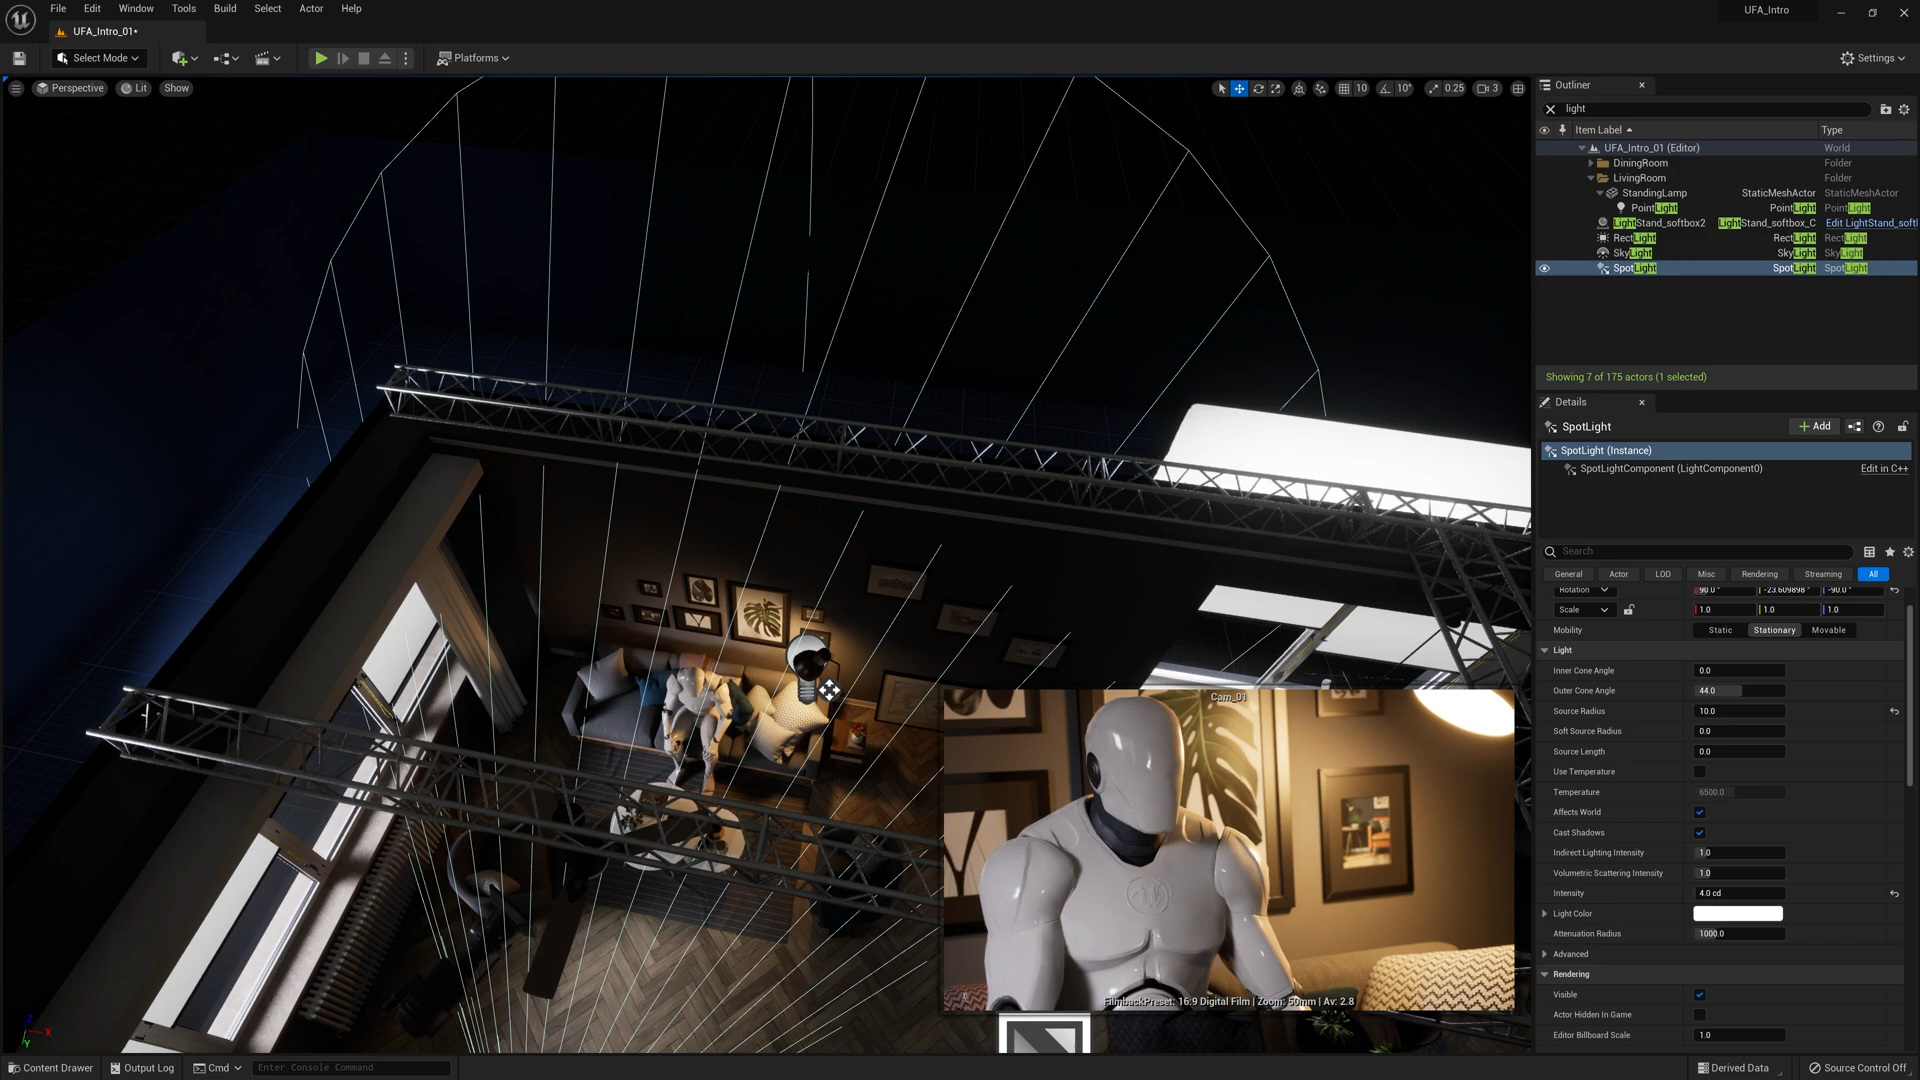 File Edit Window Tools Build Select Actor Help
UFA_Intro
UFA_Intro_01•
Select Mode
Platforms
Settings
Perspective Lit Show
10 10° 0.25 3
Outliner
light
Item Label Type
UFA_Intro_01 (Editor) World
DiningRoom Folder
LivingRoom Folder
StandingLamp StaticMeshActor StaticMeshActor
PointLight PointLight PointLight
LightStand_softbox2 LightStand_softbox_C Edit LightStand_softl
RectLight RectLight RectLight
SkyLight SkyLight SkyLight
SpotLight SpotLight SpotLight
Showing 7 of 175 actors (1 selected)
Details
SpotLight
+ Add
SpotLight (Instance)
SpotLightComponent (LightComponent0) Edit in C++
Search
General Actor LOD Misc Rendering Streaming All
Rotation 90.0° -23.609898° -90.0°
Scale 1.0 1.0 1.0
Mobility Static Stationary Movable
Light
Inner Cone Angle 0.0
Outer Cone Angle 44.0
Source Radius 10.0
Soft Source Radius 0.0
Source Length 0.0
Use Temperature
Temperature 6500.0
Affects World
Cast Shadows
Indirect Lighting Intensity 1.0
Volumetric Scattering Intensity 1.0
Intensity 4.0 cd
Light Color
Attenuation Radius 1000.0
Advanced
Rendering
Visible
Actor Hidden In Game
Editor Billboard Scale 1.0
Cam_01
FilmbackPreset: 16:9 Digital Film | Zoom: 50mm | Av: 2.8
Z
X
Y
Content Drawer Output Log Cmd Enter Console Command
Derived Data Source Control Off